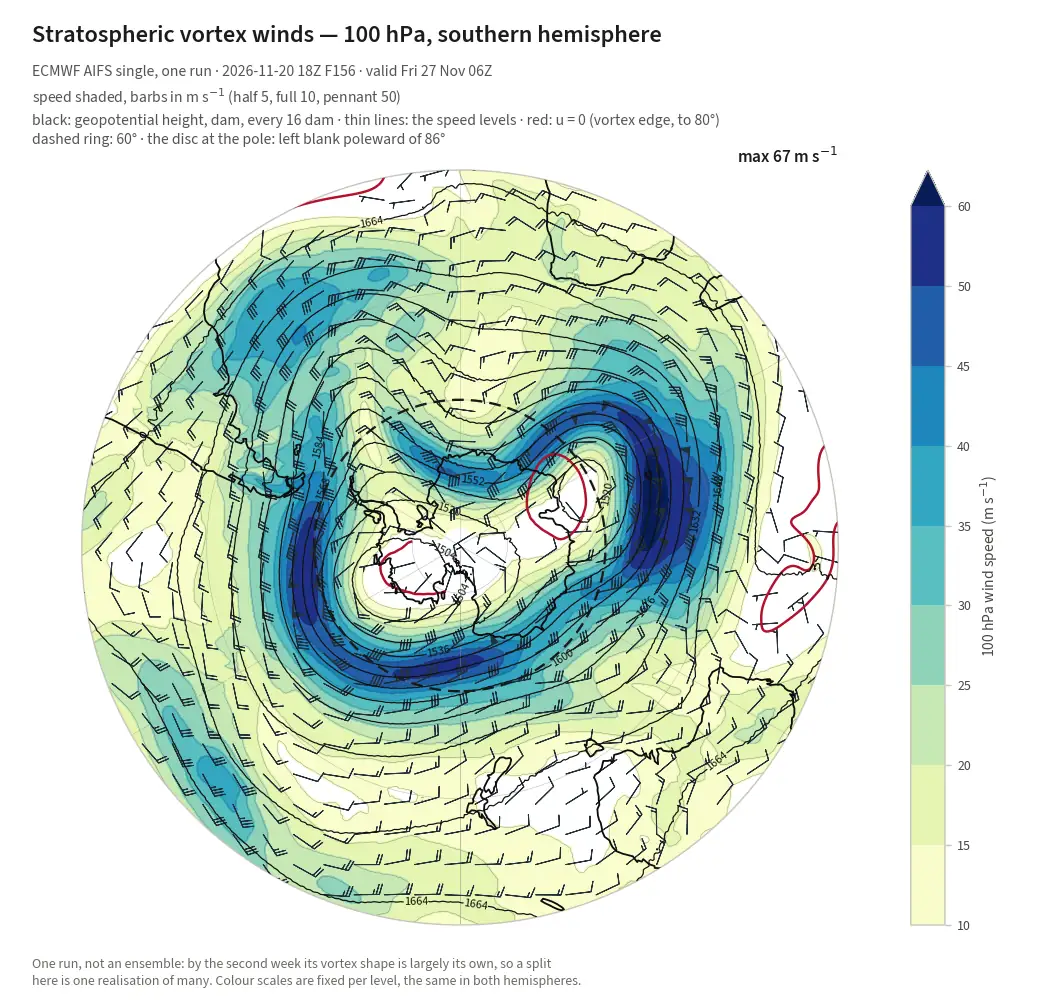 Stratospheric vortex winds — 100 hPa, southern hemisphere
ECMWF AIFS single, one run · 2026-11-20 18Z F156 · valid Fri 27 Nov 06Z
speed shaded, barbs in m s⁻¹ (half 5, full 10, pennant 50)
black: geopotential height, dam, every 16 dam · thin lines: the speed levels · red: u = 0 (vortex edge, to 80°)
dashed ring: 60° · the disc at the pole: left blank poleward of 86°
max 67 m s⁻¹
1664
1584
1552
1520
1504
1504
1632
1616
1536
1600
1664
1664
1664
60
50
45
40
35
30
25
20
15
10
100 hPa wind speed (m s⁻¹)
One run, not an ensemble: by the second week its vortex shape is largely its own, so a split
here is one realisation of many. Colour scales are fixed per level, the same in both hemispheres.